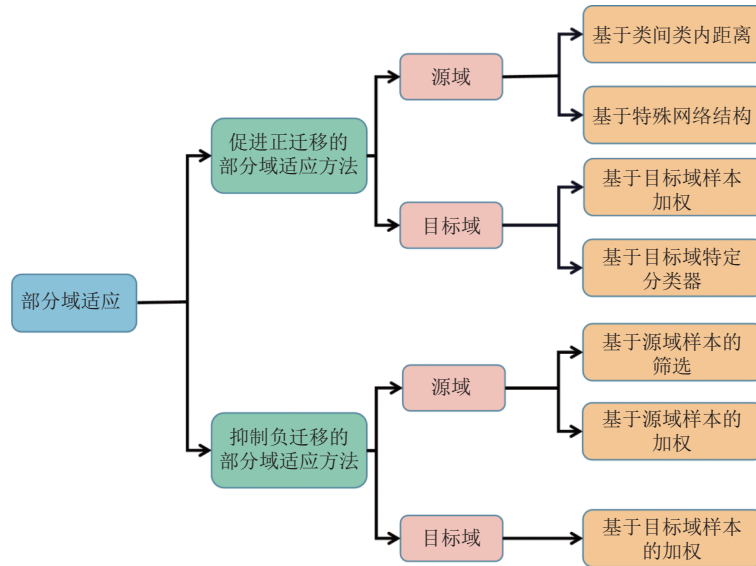 部分域适应
促进正迁移的
部分域适应方法
源域
基于类间类内距离
基于特殊网络结构
目标域
基于目标域样本
加权
基于目标域特定
分类器
抑制负迁移的
部分域适应方法
源域
基于源域样本的
筛选
基于源域样本的
加权
目标域
基于目标域样本
的加权